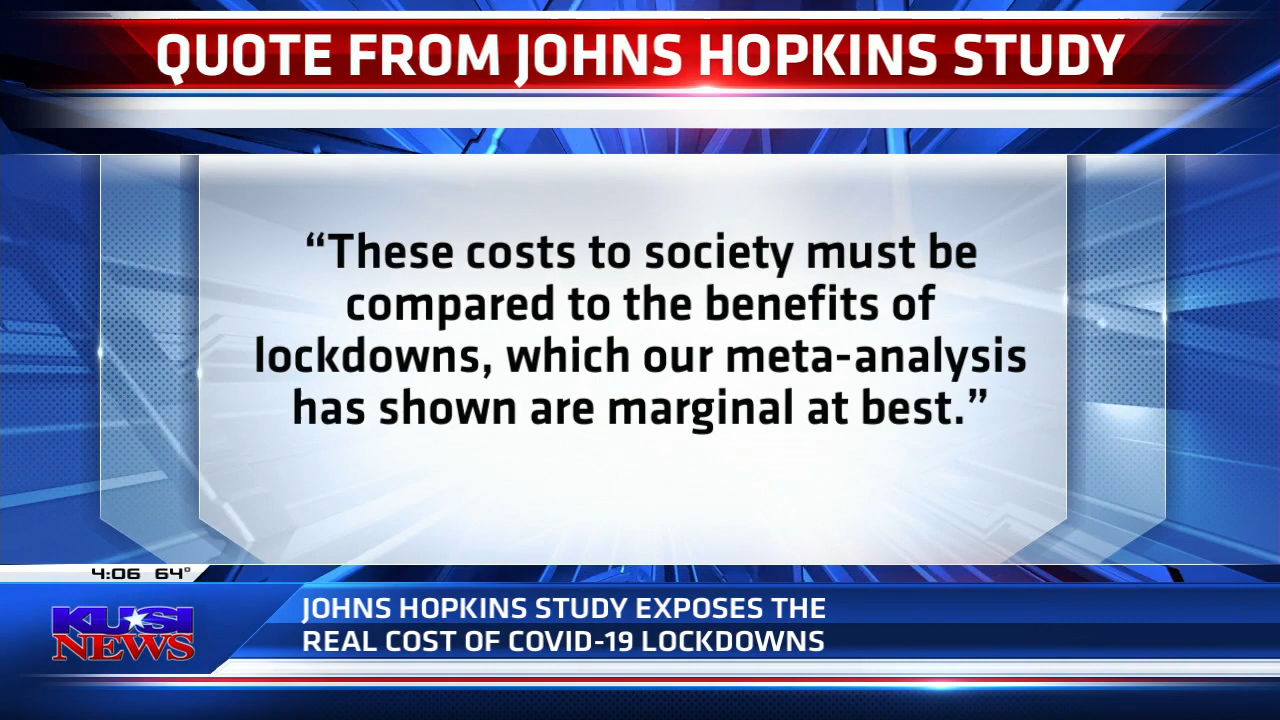 QUOTE FROM JOHNS HOPKINS STUDY
“These costs to society must be
compared to the benefits of
lockdowns, which our meta-analysis
has shown are marginal at best.”
4:06 64°
KUSI
NEWS
JOHNS HOPKINS STUDY EXPOSES THE
REAL COST OF COVID-19 LOCKDOWNS